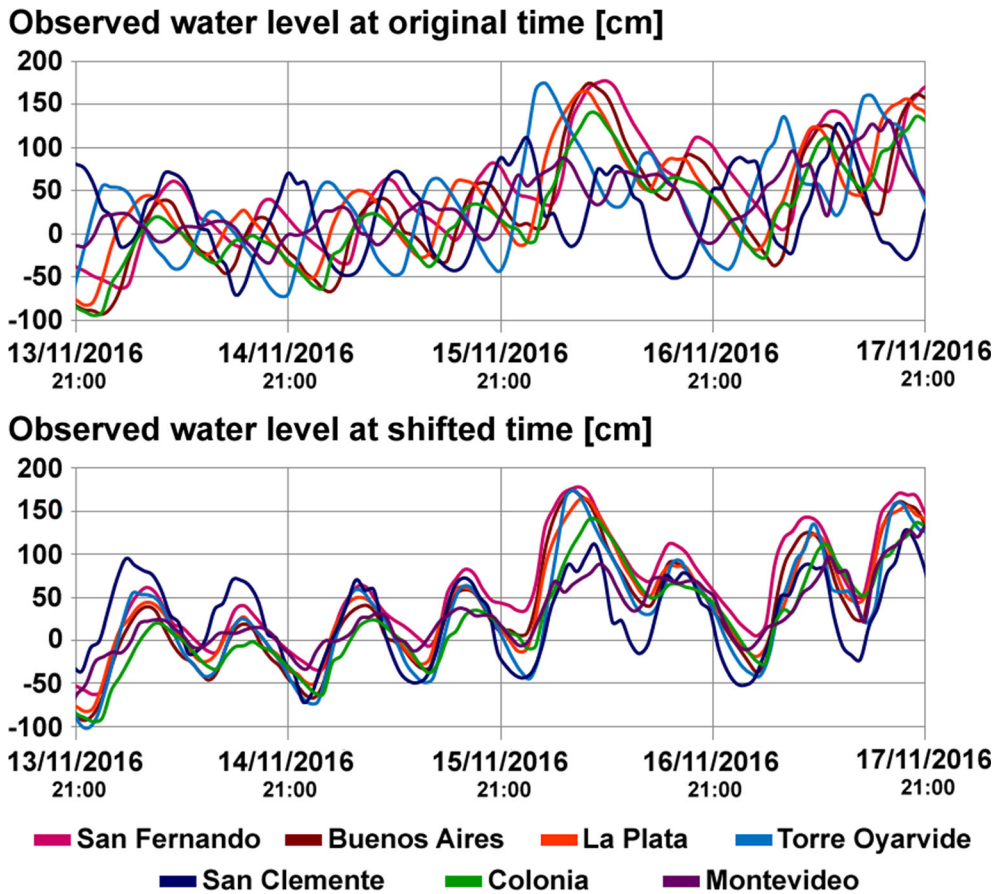 Observed water level at original time [cm]
200
150
100
50
0
-50
-100
13/11/2016 14/11/2016 15/11/2016 16/11/2016 17/11/2016
21:00 21:00 21:00 21:00 21:00
Observed water level at shifted time [cm]
200
150
100
50
0
-50
-100
13/11/2016 14/11/2016 15/11/2016 16/11/2016 17/11/2016
21:00 21:00 21:00 21:00 21:00
San Fernando Buenos Aires La Plata Torre Oyarvide
San Clemente Colonia Montevideo